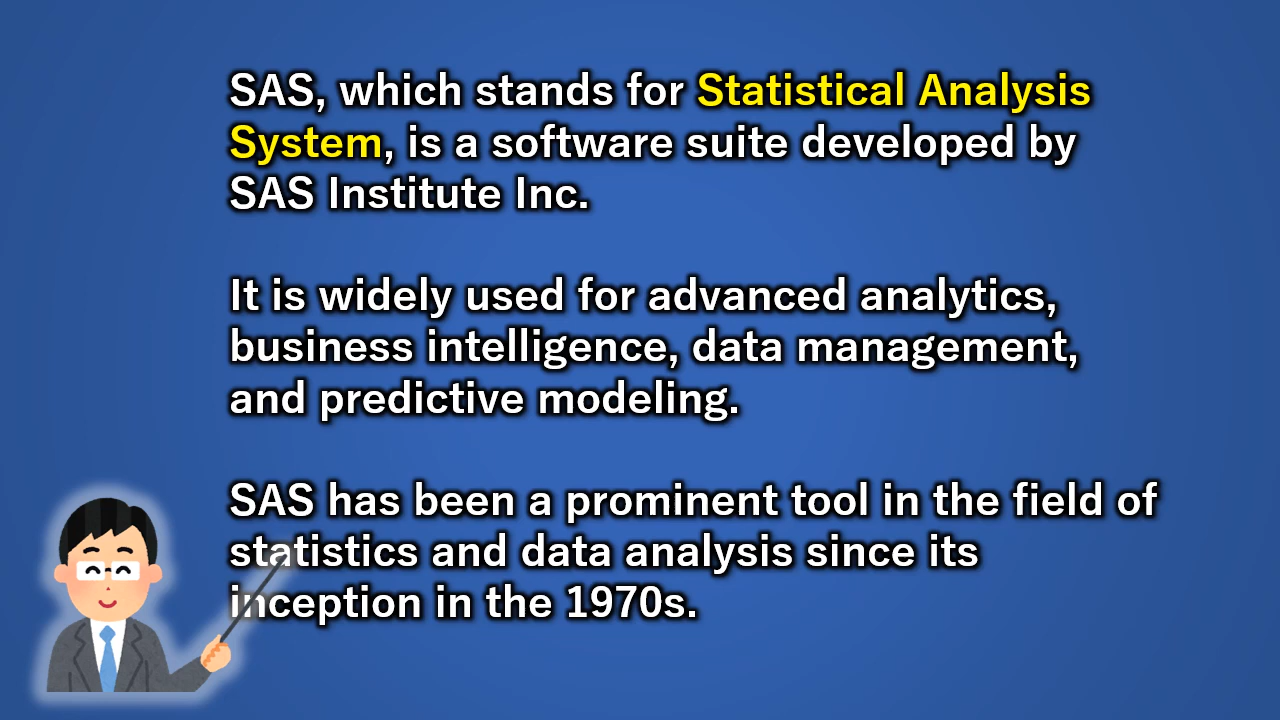 SAS, which stands for Statistical Analysis
System, is a software suite developed by
SAS Institute Inc.
It is widely used for advanced analytics,
business intelligence, data management,
and predictive modeling.
SAS has been a prominent tool in the field of
statistics and data analysis since its
inception in the 1970s.